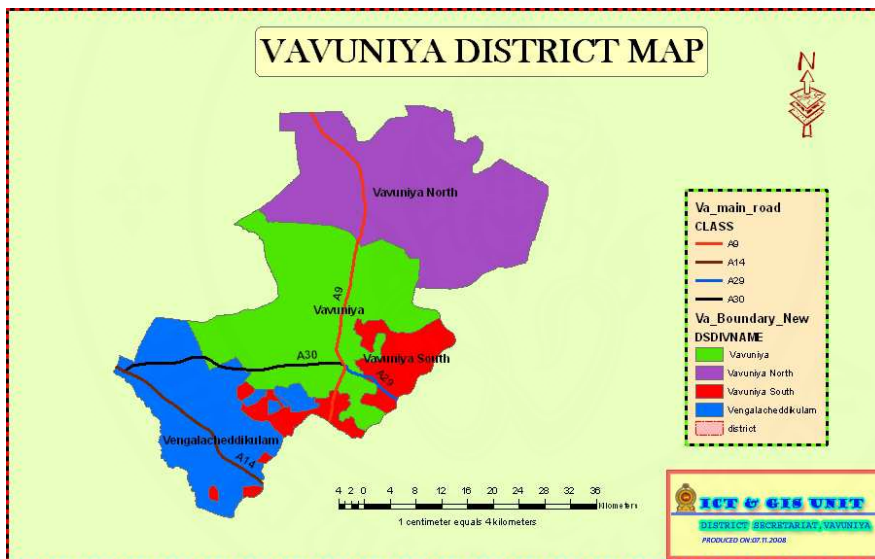 VAVUNIYA DISTRICT MAP
N
Vavuniya North
A9
Vavuniya
A30
Vavuniya South
A29
Vengalacheddikulam
A14
Va_main_road
CLASS
A9
A14
A29
A30
Va_Boundary_New
DSDIVNAME
Vavuniya
Vavuniya North
Vavuniya South
Vengalacheddikulam
district
4 2 0 4 8 12 16 20 24 28 32 36
Kilometers
1 centimeter equals 4 kilometers
ICT & GIS UNIT
DISTRICT SECRETARIAT,VAVUNIYA
PRODUCED ON:07.11.2008